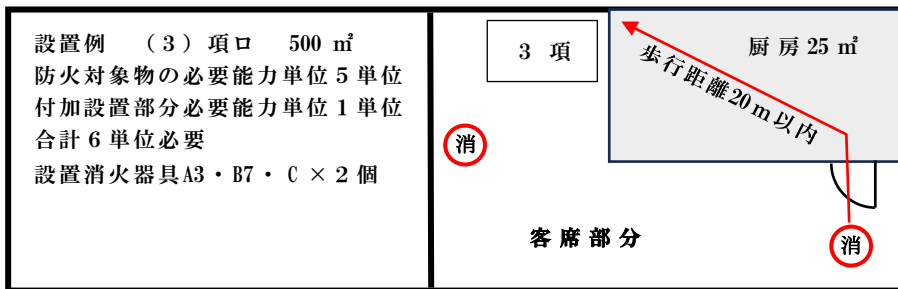 設置例 （３）項ロ 500 ㎡
防火対象物の必要能力単位５単位
付加設置部分必要能力単位１単位
合計６単位必要
設置消火器具A3・B7・C × ２個
３ 項
厨房 25 ㎡
歩行距離20ｍ以内
消
客席部分
消